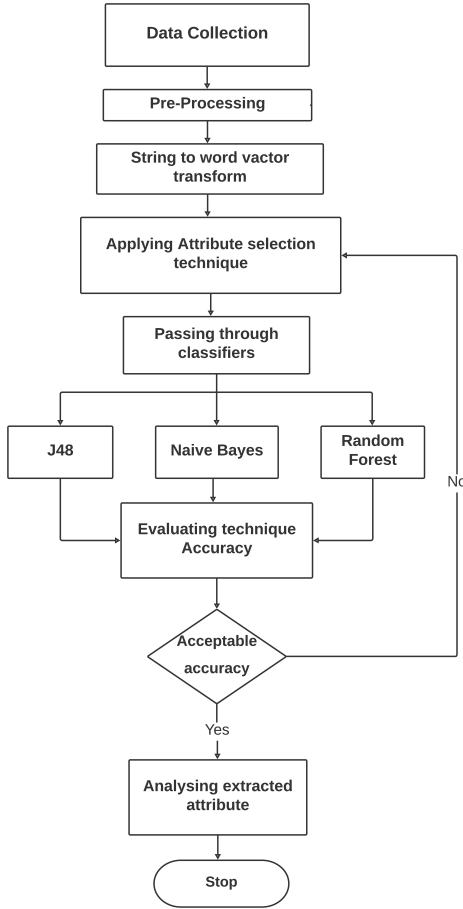 Data Collection
Pre-Processing
String to word vactor
transform
Applying Attribute selection
technique
Passing through
classifiers
J48
Naive Bayes
Random
Forest
Evaluating technique
Accuracy
No
Acceptable
accuracy
Yes
Analysing extracted
attribute
Stop